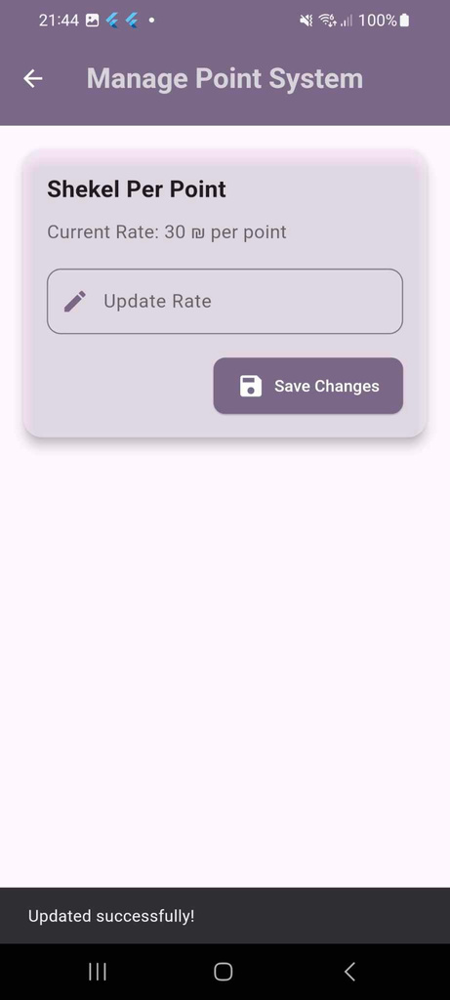 21:44 100%
Manage Point System
Shekel Per Point
Current Rate: 30 ₪ per point
Update Rate
Save Changes
Updated successfully!